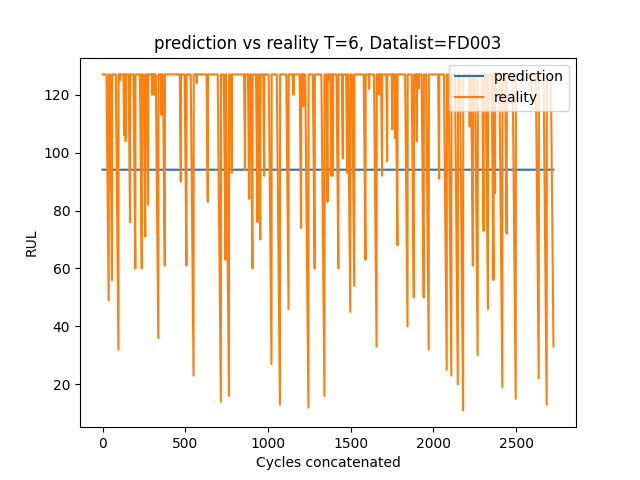 prediction vs reality T=6, Datalist=FD003
prediction
reality
RUL
120
100
80
60
40
20
0
500
1000
1500
2000
2500
Cycles concatenated